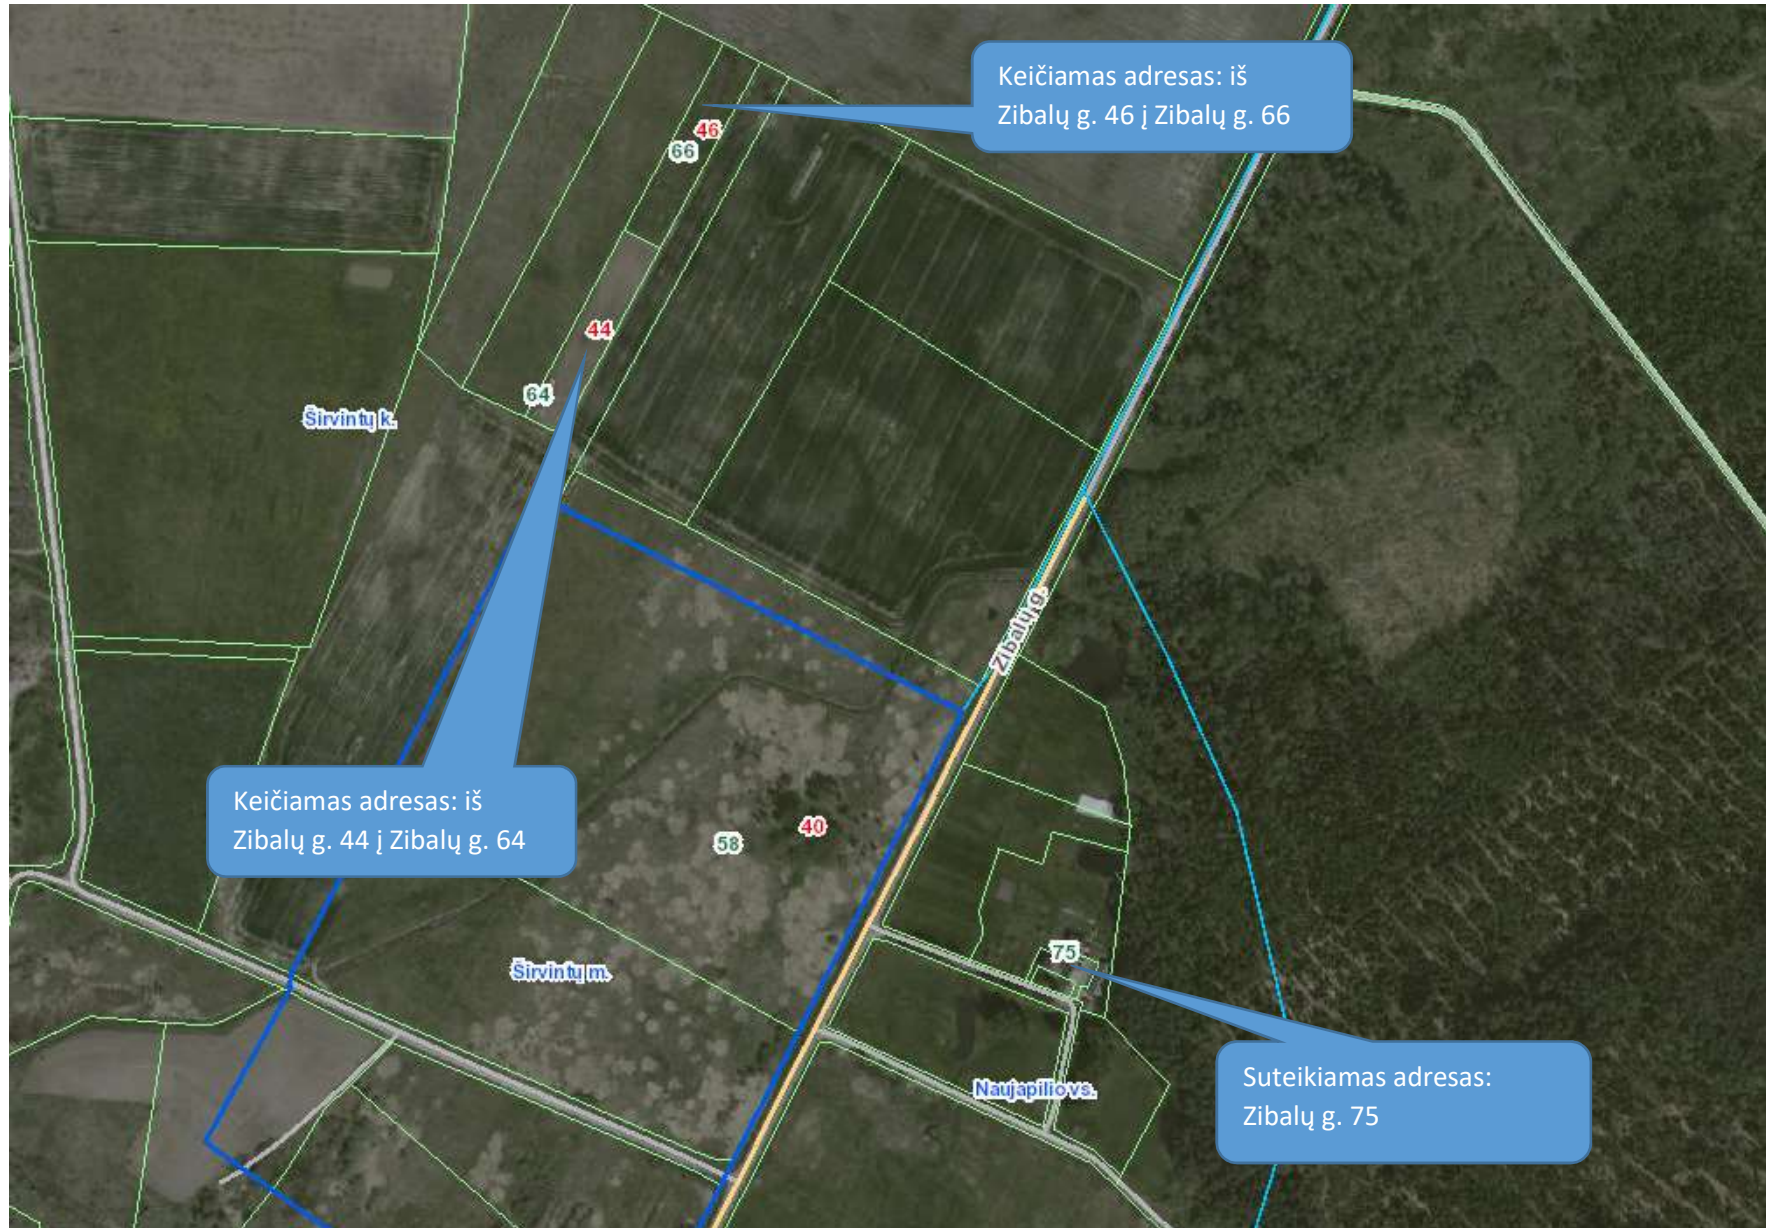 Keičiamas adresas: iš
Zibalų g. 46 į Zibalų g. 66
46
66
44
64
Širvintų k.
Zibalų g.
Keičiamas adresas: iš
Zibalų g. 44 į Zibalų g. 64
40
58
75
Širvintų m.
Suteikiamas adresas:
Zibalų g. 75
Naujapilio vs.